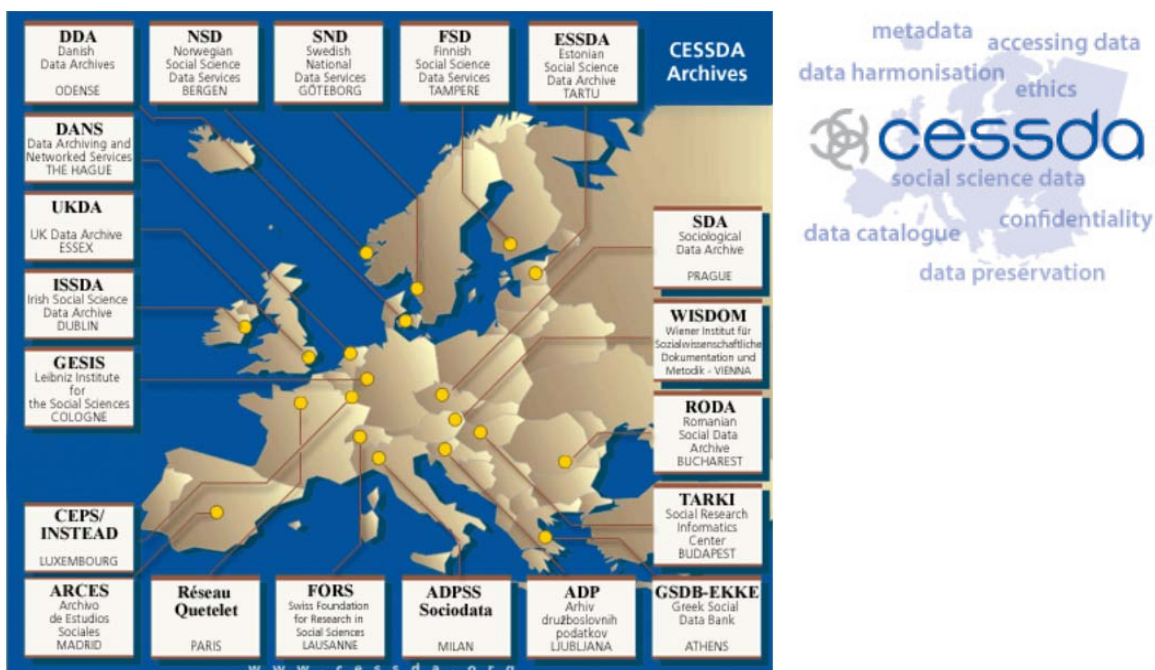 DDA
Danish
Data Archives
ODENSE
NSD
Norwegian
Social Science
Data Services
BERGEN
SND
Swedish
National
Data Services
GÖTEBORG
FSD
Finnish
Social Science
Data Services
TAMPERE
ESSDA
Estonian
Social Science
Data Archive
TARTU
CESSDA
Archives
DANS
Data Archiving and
Networked Services
THE HAGUE
UKDA
UK Data Archive
ESSEX
ISSDA
Irish Social Science
Data Archive
DUBLIN
GESIS
Leibniz Institute
for
the Social Sciences
COLOGNE
SDA
Sociological
Data Archive
PRAGUE
WISDOM
Wiener Institut für
Sozialwissenschaftliche
Dokumentation und
Metodik - VIENNA
RODA
Romanian
Social Data
Archive
BUCHAREST
TARKI
Social Research
Informatics
Center
BUDAPEST
CEPS/
INSTEAD
LUXEMBOURG
ARCES
Archivo
de Estudios
Sociales
MADRID
Réseau
Quetelet
PARIS
FORS
Swiss Foundation
for Research in
Social Sciences
LAUSANNE
ADPSS
Sociodata
MILAN
ADP
Arhiv
družboslovnih
podatkov
LJUBLJANA
GSDB-EKKE
Greek Social
Data Bank
ATHENS
www.cessda.org
metadata
accessing data
data harmonisation
ethics
cessda
social science data
confidentiality
data catalogue
data preservation